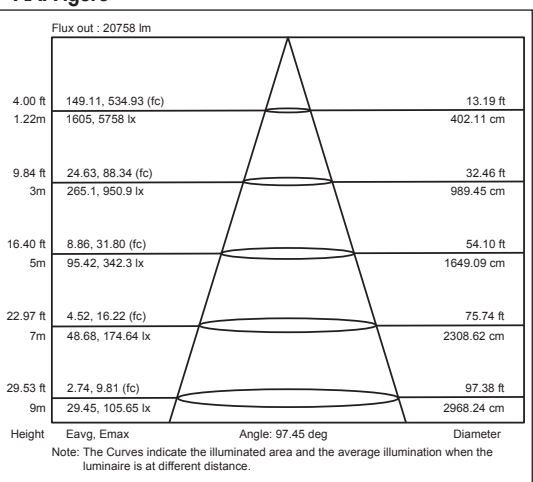 Flux out : 20758 lm
4.00 ft 149.11, 534.93 (fc) 13.19 ft
1.22m 1605, 5758 lx 402.11 cm
9.84 ft 24.63, 88.34 (fc) 32.46 ft
3m 265.1, 950.9 lx 989.45 cm
16.40 ft 8.86, 31.80 (fc) 54.10 ft
5m 95.42, 342.3 lx 1649.09 cm
22.97 ft 4.52, 16.22 (fc) 75.74 ft
7m 48.68, 174.64 lx 2308.62 cm
29.53 ft 2.74, 9.81 (fc) 97.38 ft
9m 29.45, 105.65 lx 2968.24 cm
Height Eavg, Emax Angle: 97.45 deg Diameter
Note: The Curves indicate the illuminated area and the average illumination when the
luminaire is at different distance.